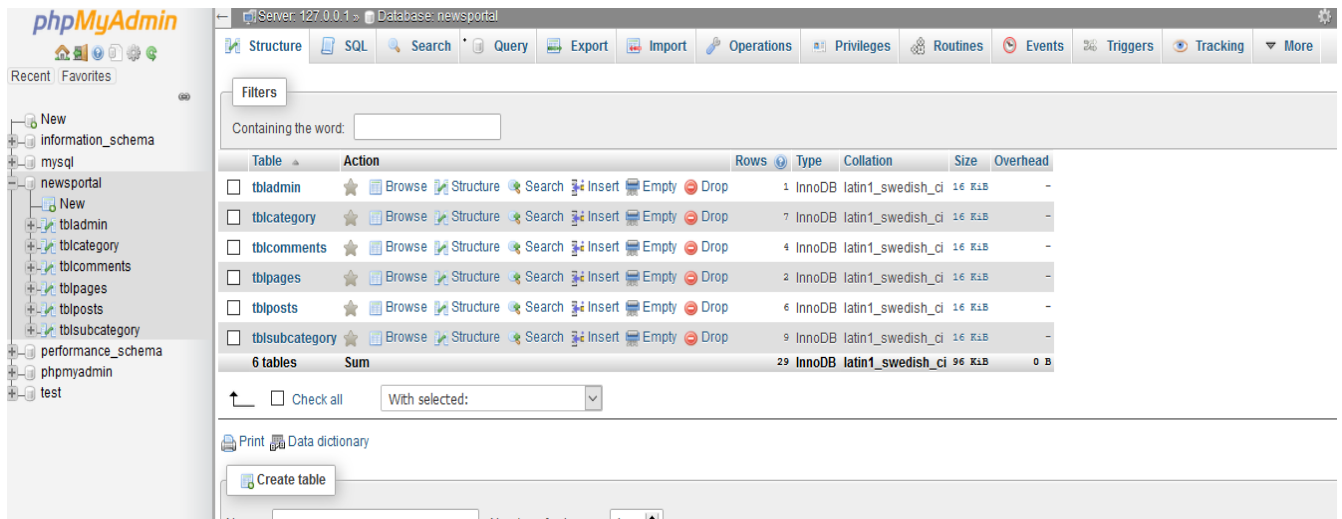 phpMyAdmin
Recent Favorites
New
information_schema
mysql
newsportal
New
tbladmin
tblcategory
tblcomments
tblpages
tblposts
tblsubcategory
performance_schema
phpmyadmin
test
← Server: 127.0.0.1 » Database: newsportal
Structure SQL Search Query Export Import Operations Privileges Routines Events Triggers Tracking More
Filters
Containing the word:
Table Action Rows Type Collation Size Overhead
tbladmin Browse Structure Search Insert Empty Drop 1 InnoDB latin1_swedish_ci 16 KiB -
tblcategory Browse Structure Search Insert Empty Drop 7 InnoDB latin1_swedish_ci 16 KiB -
tblcomments Browse Structure Search Insert Empty Drop 4 InnoDB latin1_swedish_ci 16 KiB -
tblpages Browse Structure Search Insert Empty Drop 2 InnoDB latin1_swedish_ci 16 KiB -
tblposts Browse Structure Search Insert Empty Drop 6 InnoDB latin1_swedish_ci 16 KiB -
tblsubcategory Browse Structure Search Insert Empty Drop 9 InnoDB latin1_swedish_ci 16 KiB -
6 tables Sum 29 InnoDB latin1_swedish_ci 96 KiB 0 B
Check all With selected:
Print Data dictionary
Create table